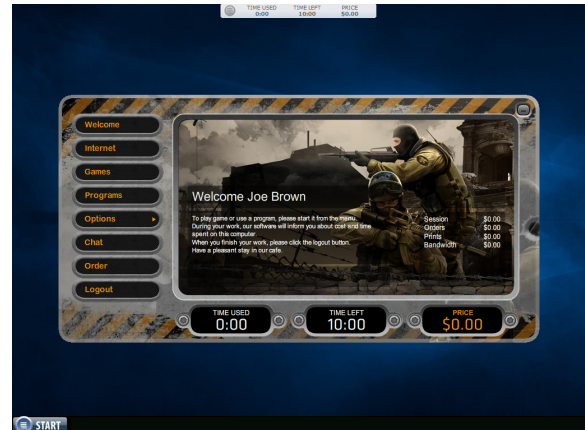 TIME USED TIME LEFT PRICE
0:00 10:00 $0.00
Welcome
Internet
Games
Programs
Options
Chat
Order
Logout
Welcome Joe Brown
To play game or use a program, please start it from the menu.
During your work, our software will inform you about cost and time
spent on this computer
When you finish your work, please click the logout button.
Have a pleasant stay in our cafe.
Session $0.00
Orders $0.00
Prints $0.00
Bandwidth $0.00
TIME USED
0:00
TIME LEFT
10:00
PRICE
$0.00
START